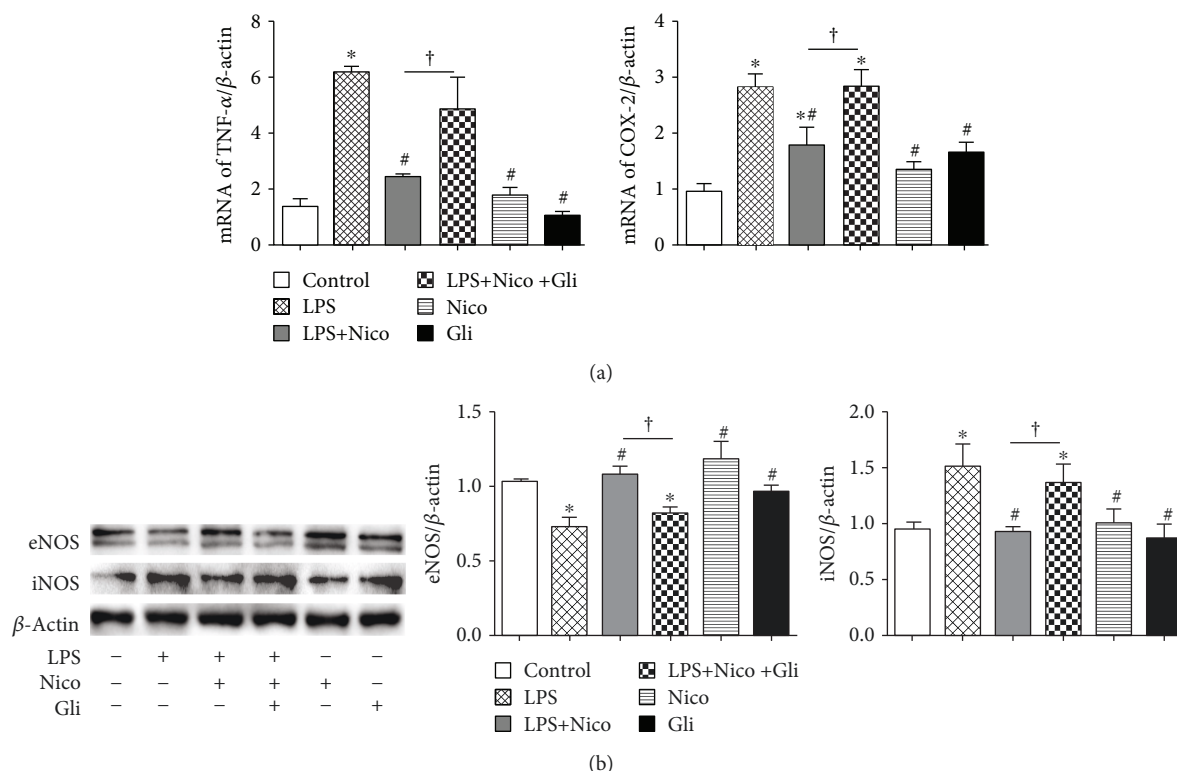 mRNA of TNF-α/β-actin
8
6
4
2
0
*
#
†
#
#
mRNA of COX-2/β-actin
4
3
2
1
0
*
*#
†
*
#
#
Control
LPS
LPS+Nico
LPS+Nico +Gli
Nico
Gli
(a)
eNOS
iNOS
β-Actin
LPS – + + + – –
Nico – – + + + –
Gli – – – + – +
eNOS/β-actin
1.5
1.0
0.5
0.0
*
#
†
*
#
#
iNOS/β-actin
2.0
1.5
1.0
0.5
0.0
*
#
†
*
#
#
Control
LPS
LPS+Nico
LPS+Nico +Gli
Nico
Gli
(b)